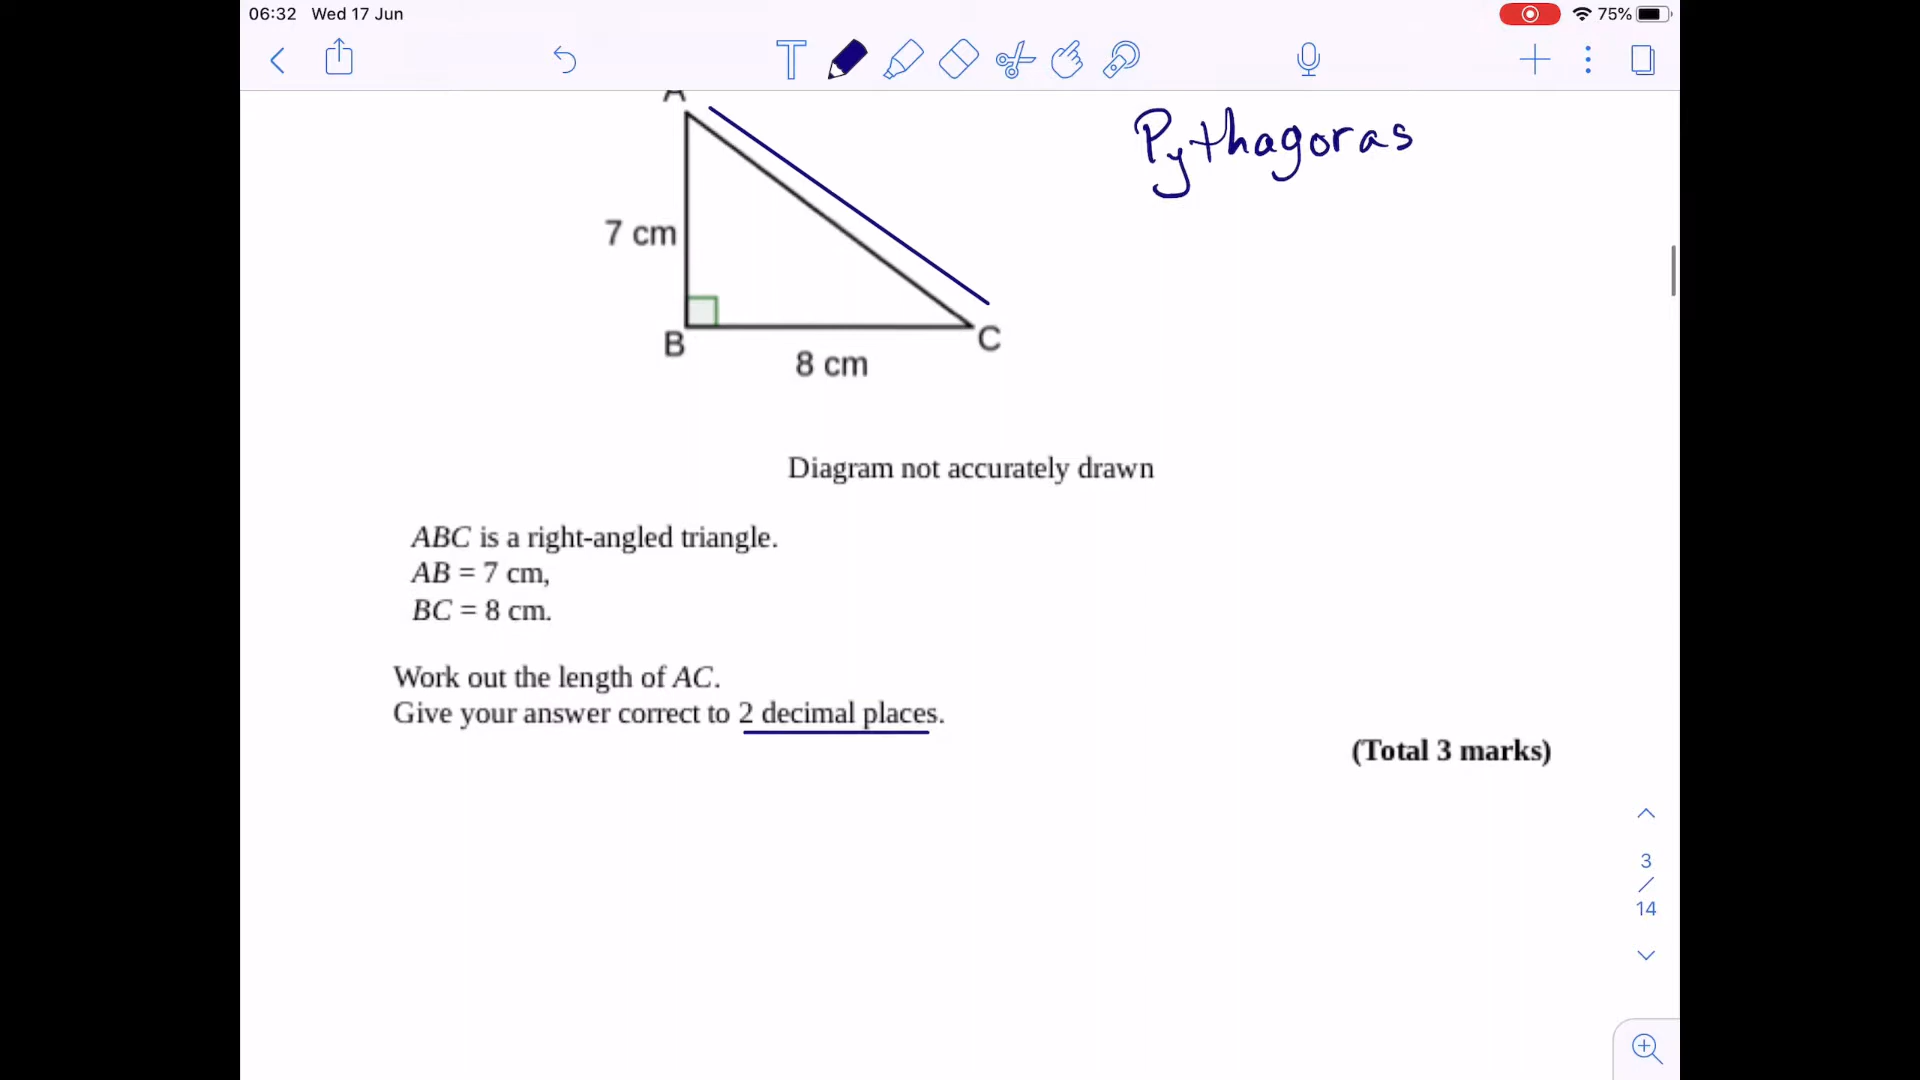 06:32 Wed 17 Jun
75%
T
A
Pythagoras
7 cm
B
C
8 cm
Diagram not accurately drawn
ABC is a right-angled triangle.
AB = 7 cm,
BC = 8 cm.
Work out the length of AC.
Give your answer correct to 2 decimal places.
(Total 3 marks)
3
/
14